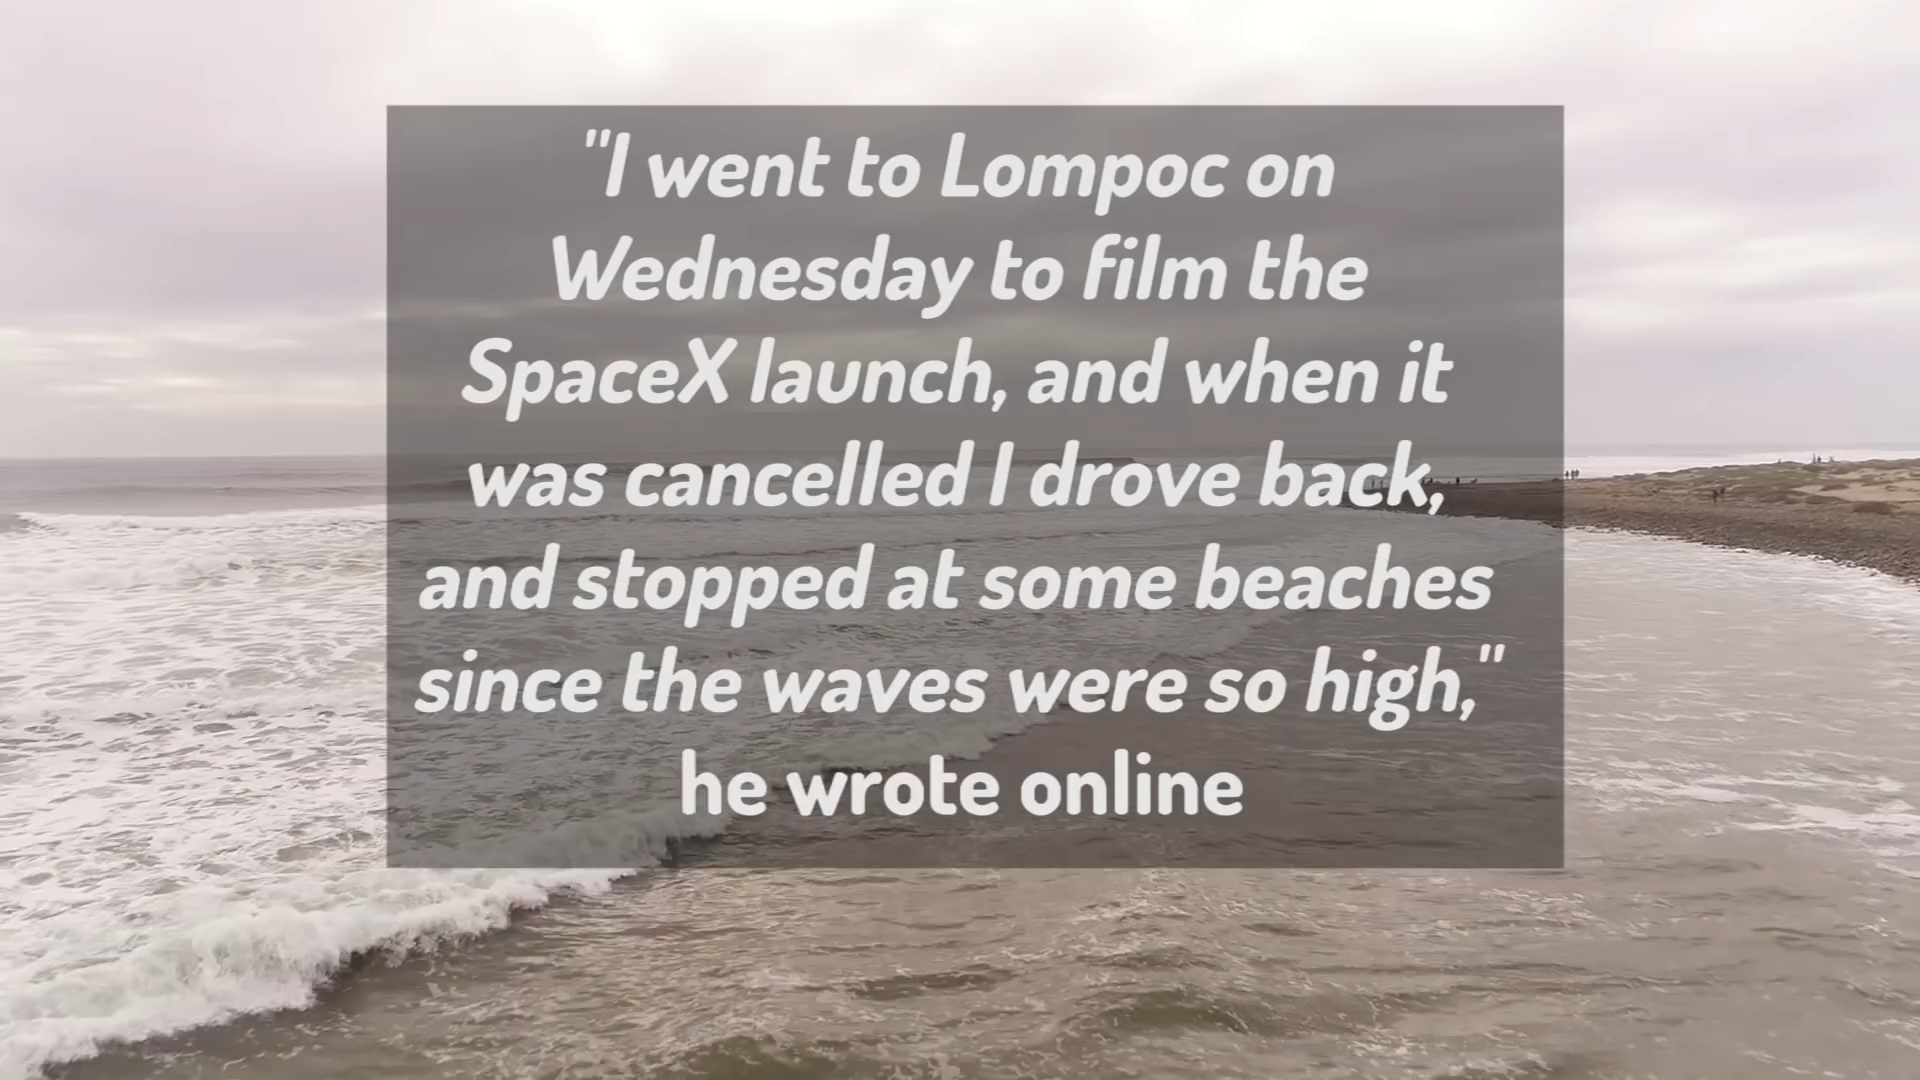 "I went to Lompoc on
Wednesday to film the
SpaceX launch, and when it
was cancelled I drove back,
and stopped at some beaches
since the waves were so high,"
he wrote online